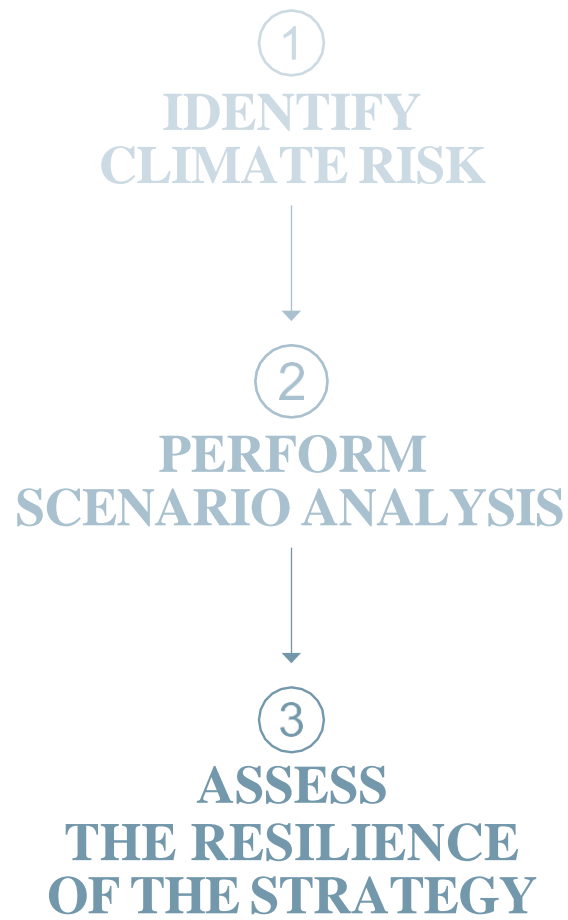 1
IDENTIFY
CLIMATE RISK
2
PERFORM
SCENARIO ANALYSIS
3
ASSESS
THE RESILIENCE
OF THE STRATEGY